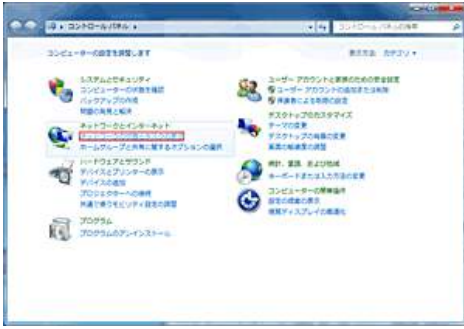 コントロール パネル
コントロール パネルの検索
コンピューターの設定を調整します
表示方法: カテゴリ
システムとセキュリティ
コンピューターの状態を確認
バックアップの作成
問題の発見と解決
ネットワークとインターネット
ネットワークの状態とタスクの表示
ホームグループと共有に関するオプションの選択
ハードウェアとサウンド
デバイスとプリンターの表示
デバイスの追加
プロジェクターへの接続
共通で使うモビリティ設定の調整
プログラム
プログラムのアンインストール
ユーザー アカウントと家族のための安全設定
ユーザー アカウントの追加または削除
保護者による制限の設定
デスクトップのカスタマイズ
テーマの変更
デスクトップの背景の変更
画面の解像度の調整
時計、言語、および地域
キーボードまたは入力方法の変更
コンピューターの簡単操作
設定の提案の表示
視覚ディスプレイの最適化